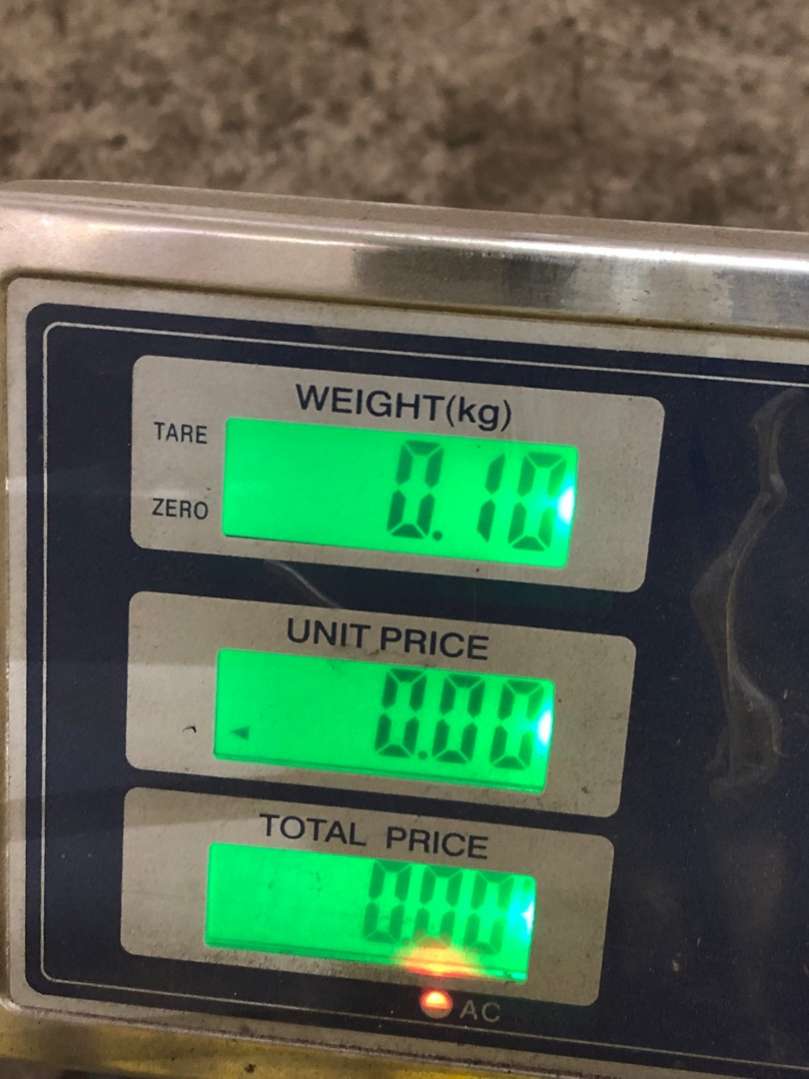 WEIGHT(kg)
TARE
0.10
ZERO
UNIT PRICE
0.00
TOTAL PRICE
0.00
AC